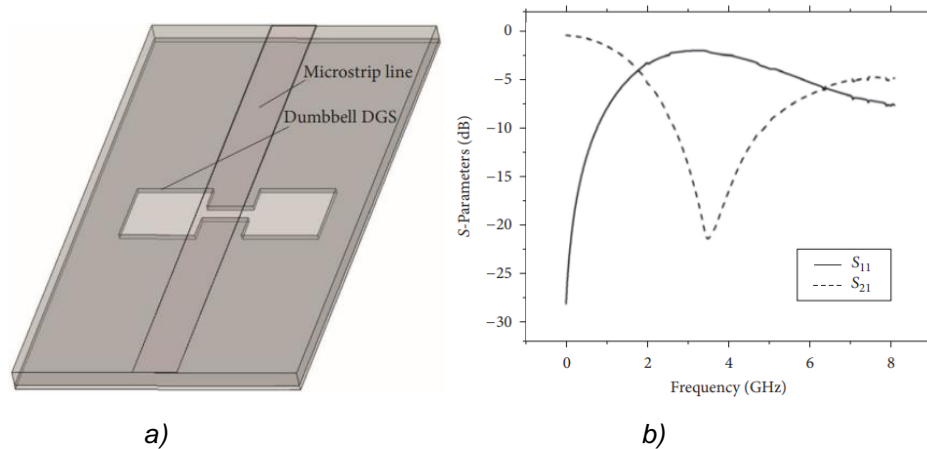 Microstrip line
Dumbbell DGS
a)
0
−5
−10
−15
−20
−25
−30
S-Parameters (dB)
S11
S21
0 2 4 6 8
Frequency (GHz)
b)